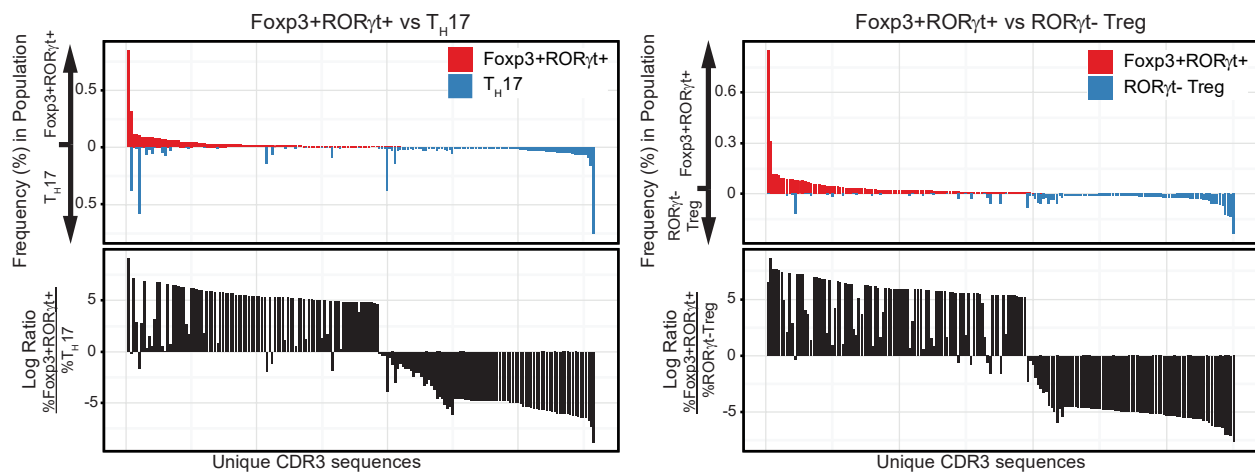 Foxp3+RORγt+ vs TH17
Frequency (%) in Population
TH17 Foxp3+RORγt+
0.5
0
0.5
Foxp3+RORγt+
TH17
Log Ratio
%Foxp3+RORγt+
%TH17
5
0
-5
Unique CDR3 sequences
Foxp3+RORγt+ vs RORγt- Treg
Frequency (%) in Population
RORγt-
Treg
Foxp3+RORγt+
0.6
0.3
0
0.3
Foxp3+RORγt+
RORγt- Treg
Log Ratio
%Foxp3+RORγt+
%RORγt-Treg
5
0
-5
Unique CDR3 sequences